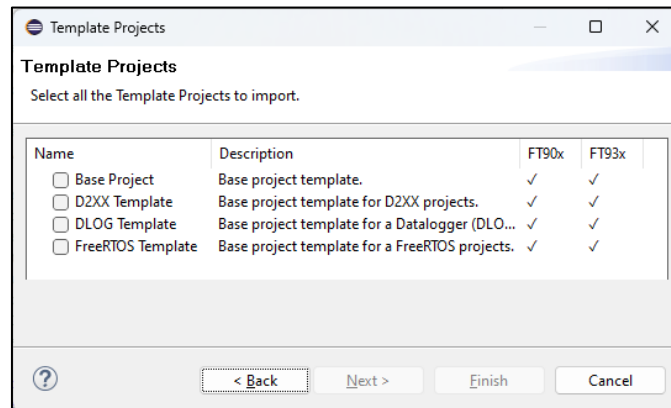 Template Projects
Template Projects
Select all the Template Projects to import.
Name Description FT90x FT93x
Base Project Base project template. ✓ ✓
D2XX Template Base project template for D2XX projects. ✓ ✓
DLOG Template Base project template for a Datalogger (DLO... ✓ ✓
FreeRTOS Template Base project template for a FreeRTOS projects. ✓ ✓
? < Back Next > Finish Cancel